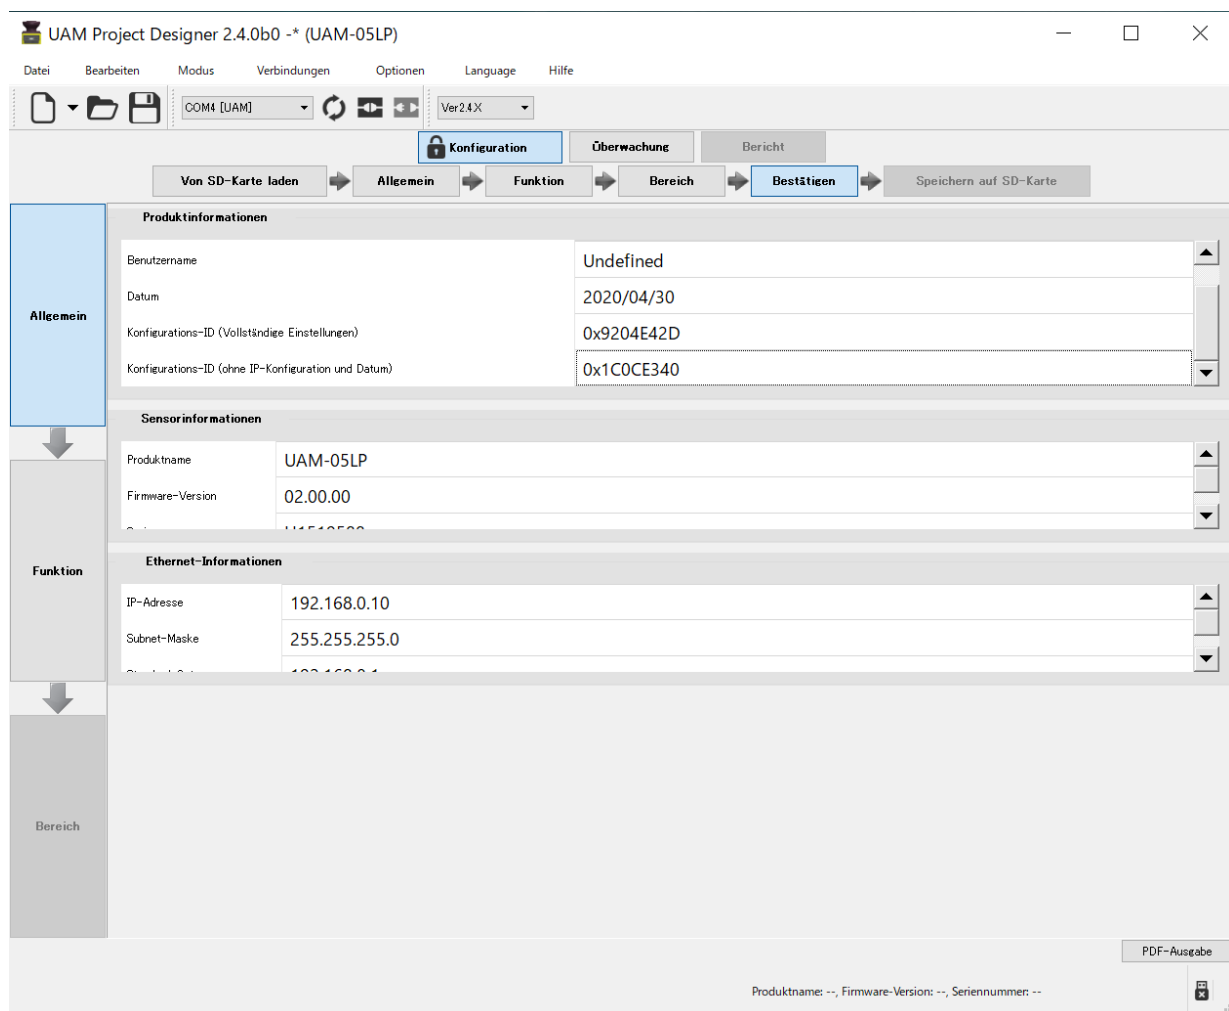 UAM Project Designer 2.4.0b0 -* (UAM-05LP)
Datei Bearbeiten Modus Verbindungen Optionen Language Hilfe
COM4 [UAM] Ver2.4.X
Konfiguration Überwachung Bericht
Von SD-Karte laden Allgemein Funktion Bereich Bestätigen Speichern auf SD-Karte
Produktinformationen
Benutzername Undefined
Datum 2020/04/30
Allgemein
Konfigurations-ID (Vollständige Einstellungen) 0x9204E42D
Konfigurations-ID (ohne IP-Konfiguration und Datum) 0x1C0CE340
Sensorinformationen
Produktname UAM-05LP
Firmware-Version 02.00.00
Ethernet-Informationen
Funktion
IP-Adresse 192.168.0.10
Subnet-Maske 255.255.255.0
Bereich
PDF-Ausgabe
Produktname: --, Firmware-Version: --, Seriennummer: --